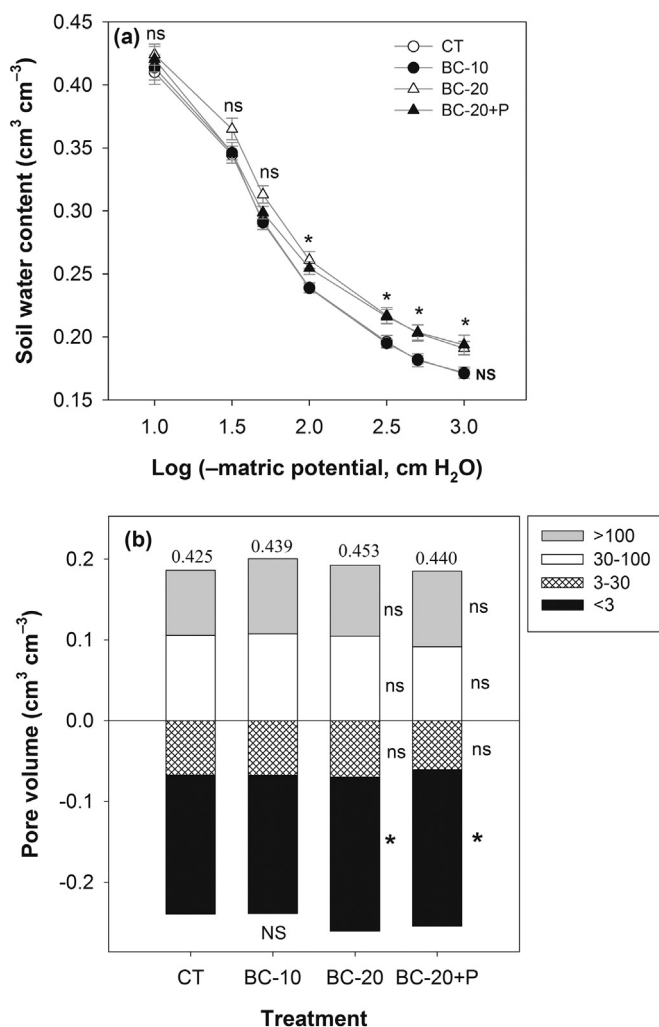 (a)
CT
BC-10
BC-20
BC-20+P
ns
ns
ns
*
*
*
*
NS
0.45
0.40
0.35
0.30
0.25
0.20
0.15
Soil water content (cm³ cm⁻³)
1.0 1.5 2.0 2.5 3.0
Log (–matric potential, cm H₂O)
(b)
>100
30-100
3-30
<3
0.425 0.439 0.453 0.440
ns ns
ns ns
ns ns
* *
NS
0.2
0.1
0.0
-0.1
-0.2
Pore volume (cm³ cm⁻³)
CT BC-10 BC-20 BC-20+P
Treatment